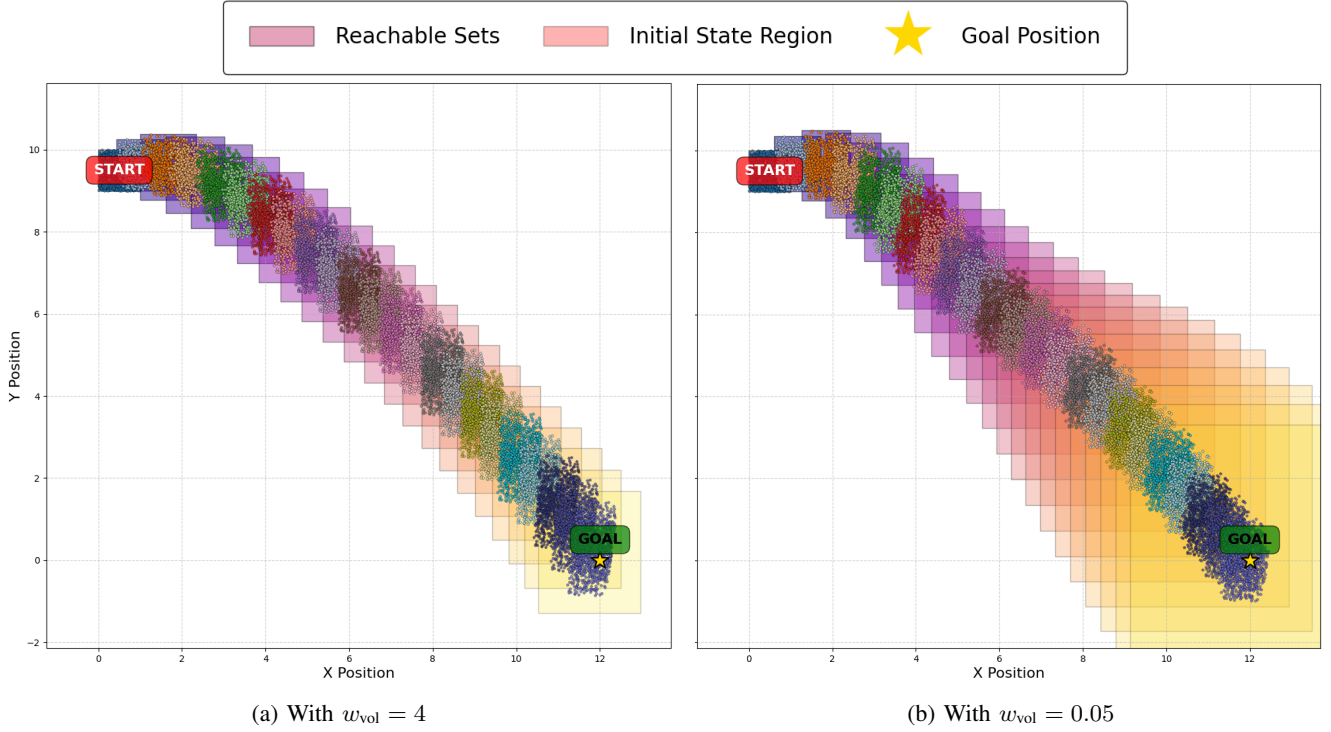 Reachable Sets Initial State Region Goal Position
START
GOAL
10
8
6
4
2
0
−2
Y Position
0 2 4 6 8 10 12
X Position
START
GOAL
0 2 4 6 8 10 12
X Position
(a) With w_vol = 4
(b) With w_vol = 0.05